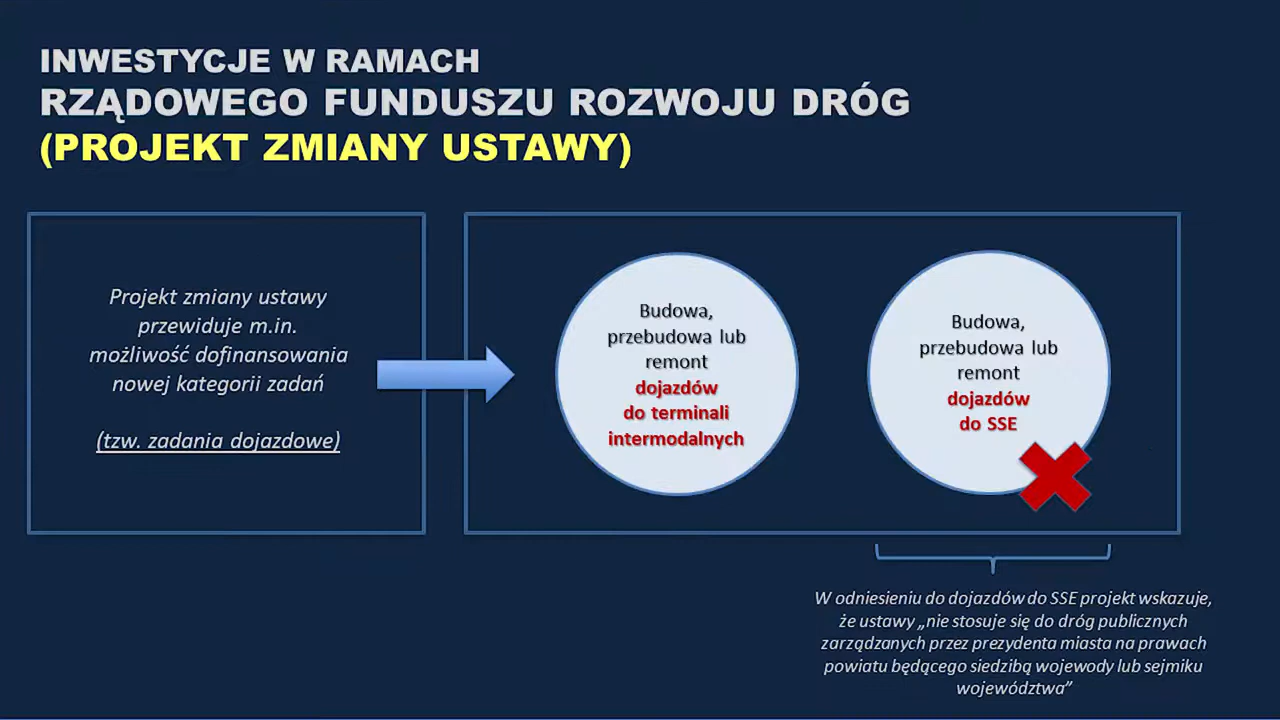 INWESTYCJE W RAMACH
RZĄDOWEGO FUNDUSZU ROZWOJU DRÓG
(PROJEKT ZMIANY USTAWY)
Projekt zmiany ustawy
przewiduje m.in.
możliwość dofinansowania
nowej kategorii zadań
(tzw. zadania dojazdowe)
Budowa,
przebudowa lub
remont
dojazdów
do terminali
intermodalnych
Budowa,
przebudowa lub
remont
dojazdów
do SSE
W odniesieniu do dojazdów do SSE projekt wskazuje,
że ustawy „nie stosuje się do dróg publicznych
zarządzanych przez prezydenta miasta na prawach
powiatu będącego siedzibą wojewody lub sejmiku
województwa”